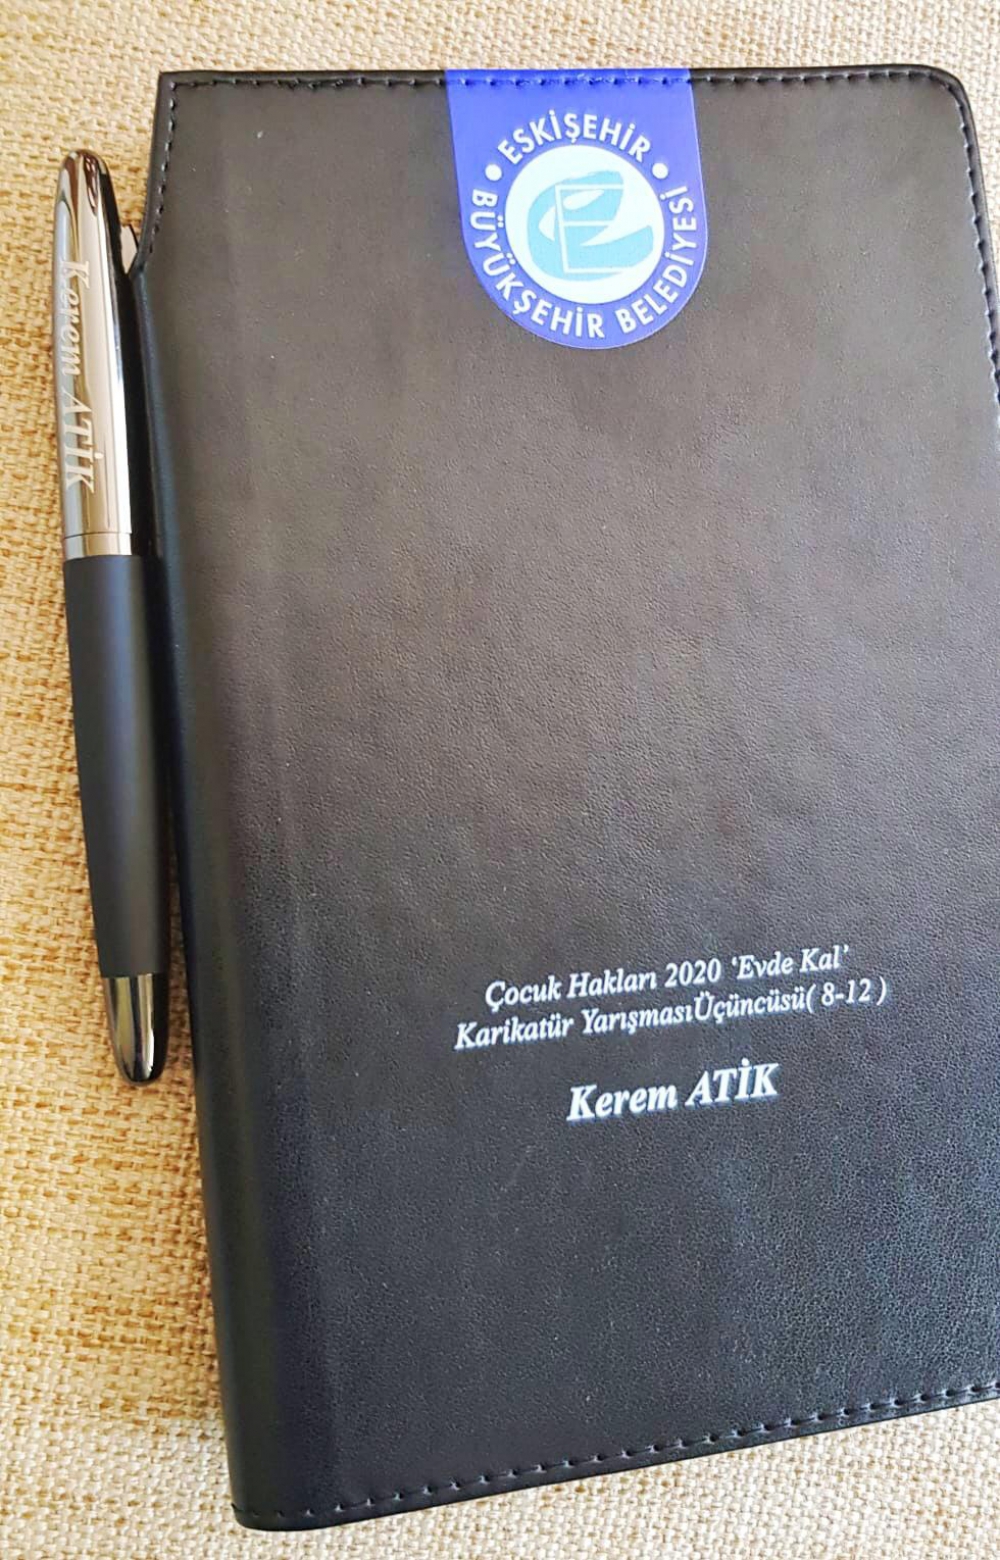 ESKİŞEHİR
BÜYÜKŞEHİR BELEDİYESİ
Kerem ATİK
Çocuk Hakları 2020 ‘Evde Kal’
Karikatür YarışmasıÜçüncüsü( 8-12 )
Kerem ATİK